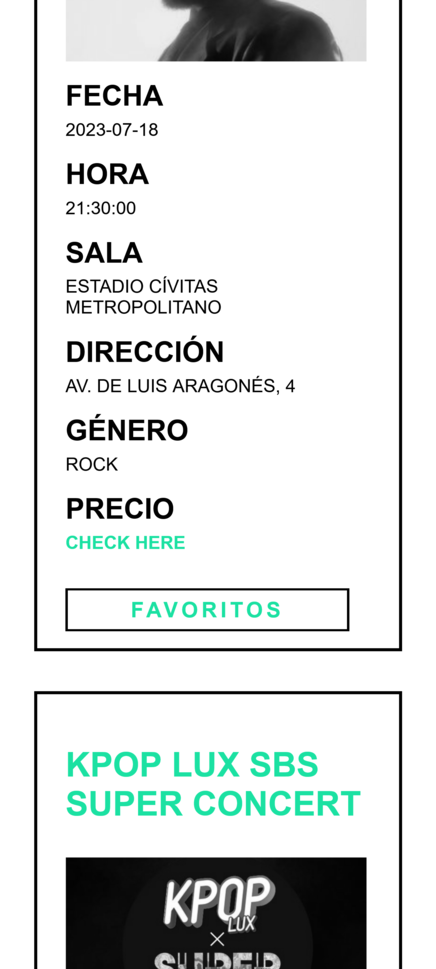 FECHA
2023-07-18
HORA
21:30:00
SALA
ESTADIO CÍVITAS
METROPOLITANO
DIRECCIÓN
AV. DE LUIS ARAGONÉS, 4
GÉNERO
ROCK
PRECIO
CHECK HERE
FAVORITOS
KPOP LUX SBS
SUPER CONCERT
KPOP
LUX
×
SUPER